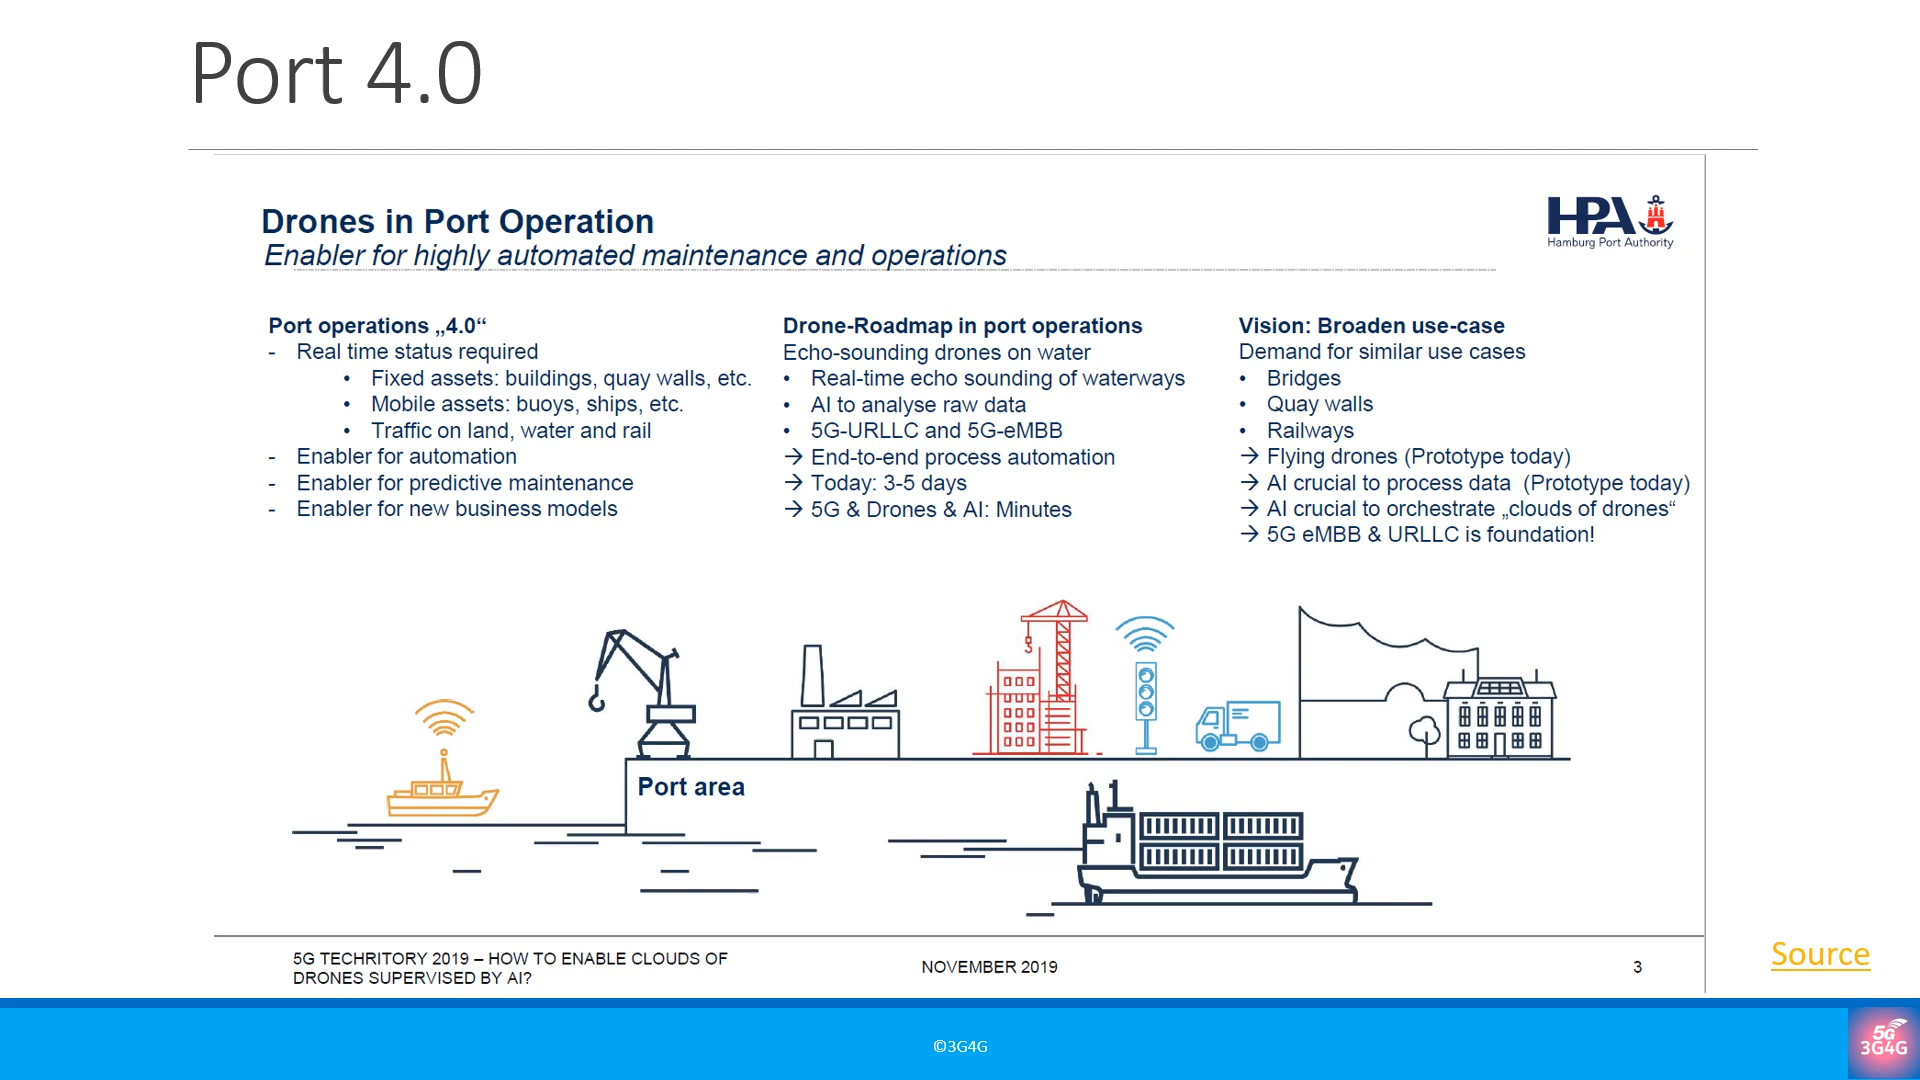 Port 4.0
Drones in Port Operation
Enabler for highly automated maintenance and operations
HPA
Hamburg Port Authority
Port operations „4.0“
- Real time status required
• Fixed assets: buildings, quay walls, etc.
• Mobile assets: buoys, ships, etc.
• Traffic on land, water and rail
- Enabler for automation
- Enabler for predictive maintenance
- Enabler for new business models
Drone-Roadmap in port operations
Echo-sounding drones on water
• Real-time echo sounding of waterways
• AI to analyse raw data
• 5G-URLLC and 5G-eMBB
→ End-to-end process automation
→ Today: 3-5 days
→ 5G & Drones & AI: Minutes
Vision: Broaden use-case
Demand for similar use cases
• Bridges
• Quay walls
• Railways
→ Flying drones (Prototype today)
→ AI crucial to process data (Prototype today)
→ AI crucial to orchestrate „clouds of drones“
→ 5G eMBB & URLLC is foundation!
Port area
5G TECHRITORY 2019 – HOW TO ENABLE CLOUDS OF
DRONES SUPERVISED BY AI?
NOVEMBER 2019
3
Source
©3G4G
5G
3G4G